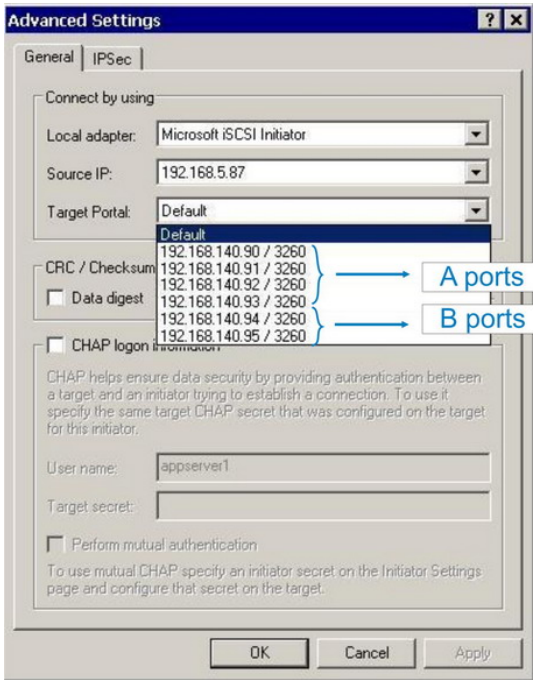 Advanced Settings
General
IPSec
Connect by using
Local adapter: Microsoft iSCSI Initiator
Source IP: 192.168.5.87
Target Portal: Default
Default
192.168.140.90 / 3260
192.168.140.91 / 3260
192.168.140.92 / 3260
192.168.140.93 / 3260
192.168.140.94 / 3260
192.168.140.95 / 3260
A ports
B ports
CRC / Checksum
Data digest
CHAP logon information
CHAP helps ensure data security by providing authentication between
a target and an initiator trying to establish a connection. To use it
specify the same target CHAP secret that was configured on the target
for this initiator.
User name: appserver1
Target secret:
Perform mutual authentication
To use mutual CHAP specify an initiator secret on the Initiator Settings
page and configure that secret on the target.
OK
Cancel
Apply